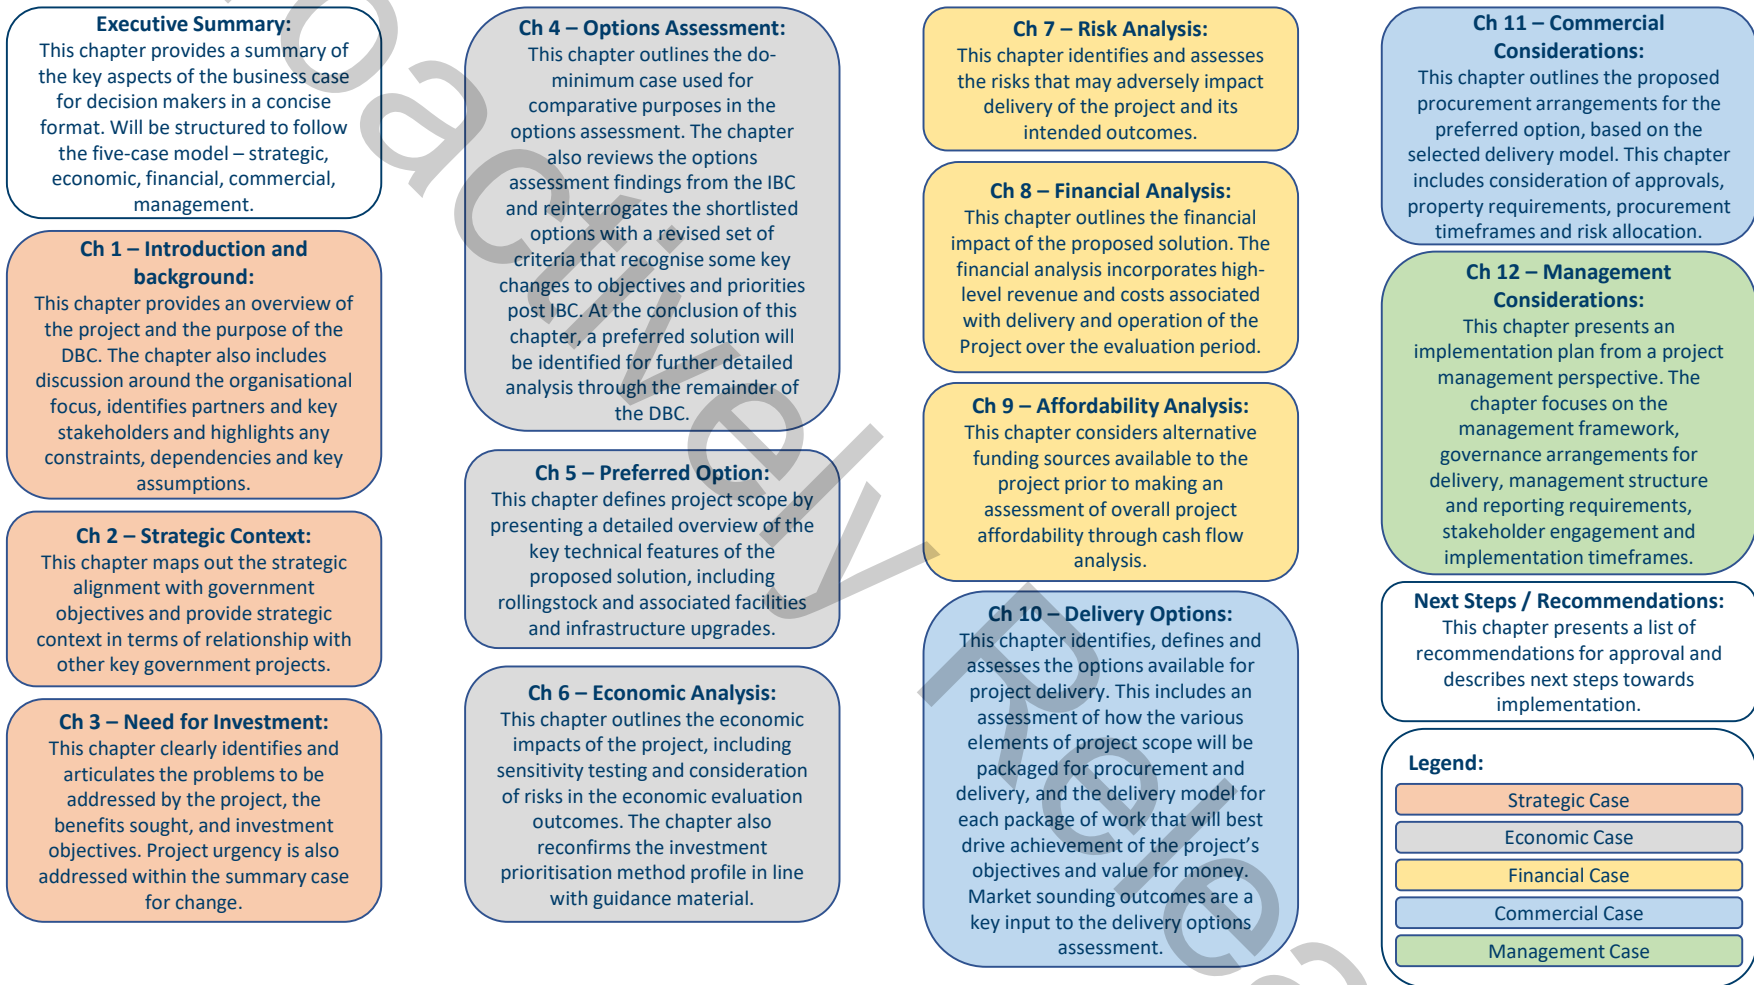 Executive Summary:
This chapter provides a summary of
the key aspects of the business case
for decision makers in a concise
format. Will be structured to follow
the five-case model – strategic,
economic, financial, commercial,
management.
Ch 1 – Introduction and
background:
This chapter provides an overview of
the project and the purpose of the
DBC. The chapter also includes
discussion around the organisational
focus, identifies partners and key
stakeholders and highlights any
constraints, dependencies and key
assumptions.
Ch 2 – Strategic Context:
This chapter maps out the strategic
alignment with government
objectives and provide strategic
context in terms of relationship with
other key government projects.
Ch 3 – Need for Investment:
This chapter clearly identifies and
articulates the problems to be
addressed by the project, the
benefits sought, and investment
objectives. Project urgency is also
addressed within the summary case
for change.
Ch 4 – Options Assessment:
This chapter outlines the do-
minimum case used for
comparative purposes in the
options assessment. The chapter
also reviews the options
assessment findings from the IBC
and reinterrogates the shortlisted
options with a revised set of
criteria that recognise some key
changes to objectives and priorities
post IBC. At the conclusion of this
chapter, a preferred solution will
be identified for further detailed
analysis through the remainder of
the DBC.
Ch 5 – Preferred Option:
This chapter defines project scope by
presenting a detailed overview of the
key technical features of the
proposed solution, including
rollingstock and associated facilities
and infrastructure upgrades.
Ch 6 – Economic Analysis:
This chapter outlines the economic
impacts of the project, including
sensitivity testing and consideration
of risks in the economic evaluation
outcomes. The chapter also
reconfirms the investment
prioritisation method profile in line
with guidance material.
Ch 7 – Risk Analysis:
This chapter identifies and assesses
the risks that may adversely impact
delivery of the project and its
intended outcomes.
Ch 8 – Financial Analysis:
This chapter outlines the financial
impact of the proposed solution. The
financial analysis incorporates high-
level revenue and costs associated
with delivery and operation of the
Project over the evaluation period.
Ch 9 – Affordability Analysis:
This chapter considers alternative
funding sources available to the
project prior to making an
assessment of overall project
affordability through cash flow
analysis.
Ch 10 – Delivery Options:
This chapter identifies, defines and
assesses the options available for
project delivery. This includes an
assessment of how the various
elements of project scope will be
packaged for procurement and
delivery, and the delivery model for
each package of work that will best
drive achievement of the project's
objectives and value for money.
Market sounding outcomes are a
key input to the delivery options
assessment.
Ch 11 – Commercial
Considerations:
This chapter outlines the proposed
procurement arrangements for the
preferred option, based on the
selected delivery model. This chapter
includes consideration of approvals,
property requirements, procurement
timeframes and risk allocation.
Ch 12 – Management
Considerations:
This chapter presents an
implementation plan from a project
management perspective. The
chapter focuses on the
management framework,
governance arrangements for
delivery, management structure
and reporting requirements,
stakeholder engagement and
implementation timeframes.
Next Steps / Recommendations:
This chapter presents a list of
recommendations for approval and
describes next steps towards
implementation.
Legend:
Strategic Case
Economic Case
Financial Case
Commercial Case
Management Case